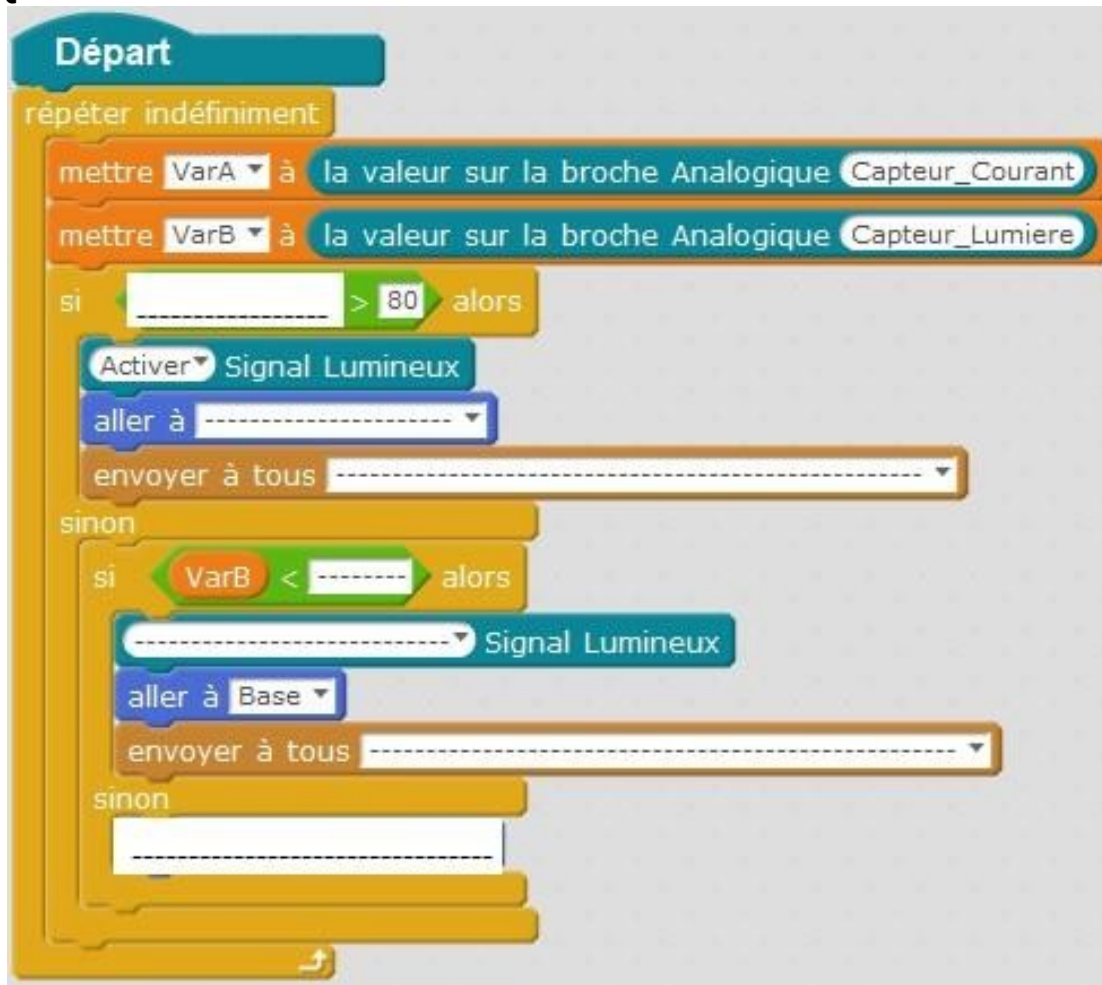 Départ
répéter indéfiniment
mettre VarA à la valeur sur la broche Analogique Capteur_Courant
mettre VarB à la valeur sur la broche Analogique Capteur_Lumiere
si ________________ > 80 alors
Activer Signal Lumineux
aller à ----------------------
envoyer à tous ----------------------------------------------------
sinon
si VarB < -------- alors
---------------------------- Signal Lumineux
aller à Base
envoyer à tous ----------------------------------------------------
sinon
--------------------------------